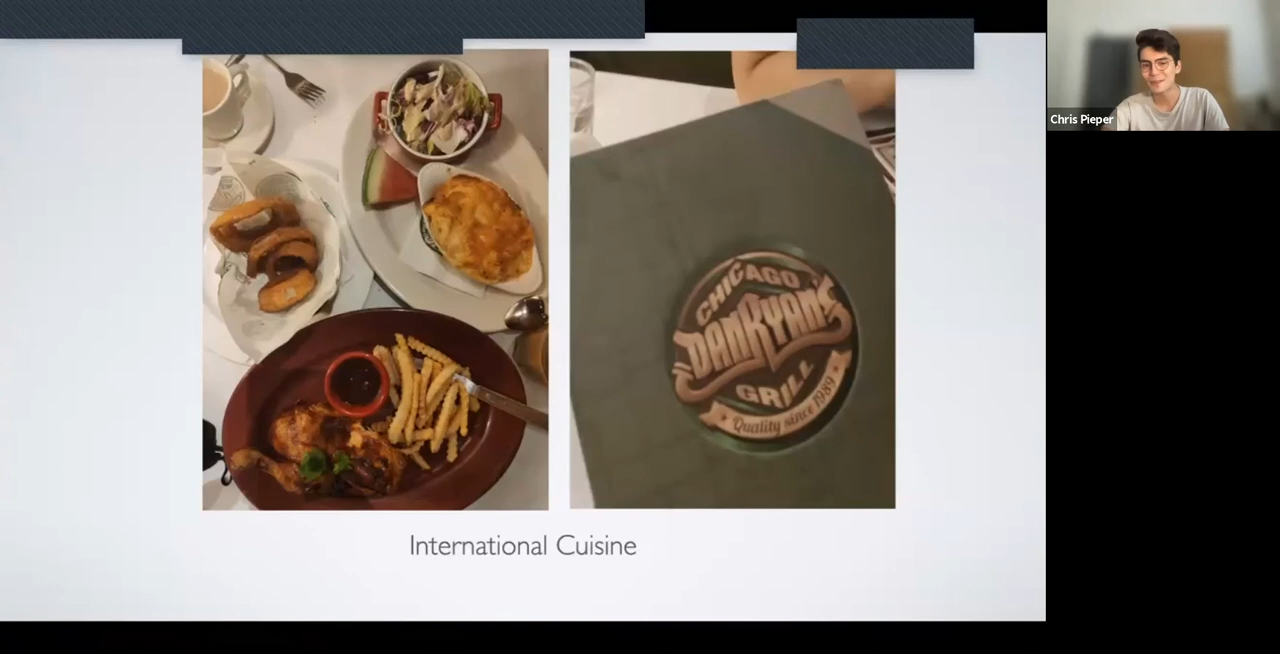 Chris Pieper
CHICAGO
DANRYAN'S
GRILL
Quality since 1989
International Cuisine